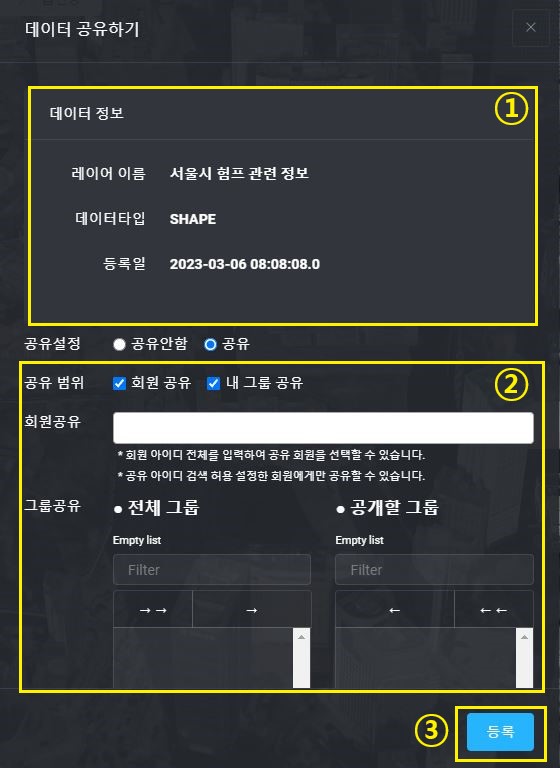 데이터 공유하기
×
①
데이터 정보
레이어 이름 서울시 험프 관련 정보
데이터타입 SHAPE
등록일 2023-03-06 08:08:08.0
공유설정 공유안함 공유
②
공유 범위 회원 공유 내 그룹 공유
회원공유
* 회원 아이디 전체를 입력하여 공유 회원을 선택할 수 있습니다.
* 공유 아이디 검색 허용 설정한 회원에게만 공유할 수 있습니다.
그룹공유 ● 전체 그룹 ● 공개할 그룹
Empty list Empty list
Filter Filter
→→ → ← ←←
③ 등록